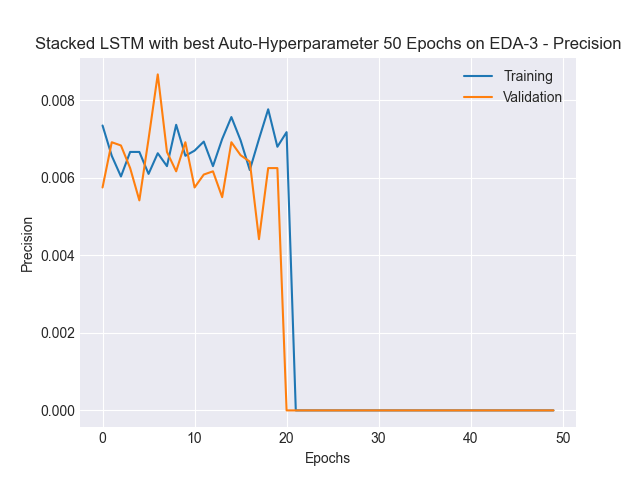 Stacked LSTM with best Auto-Hyperparameter 50 Epochs on EDA-3 - Precision
Training
Validation
0.008
0.006
0.004
0.002
0.000
Precision
0 10 20 30 40 50
Epochs